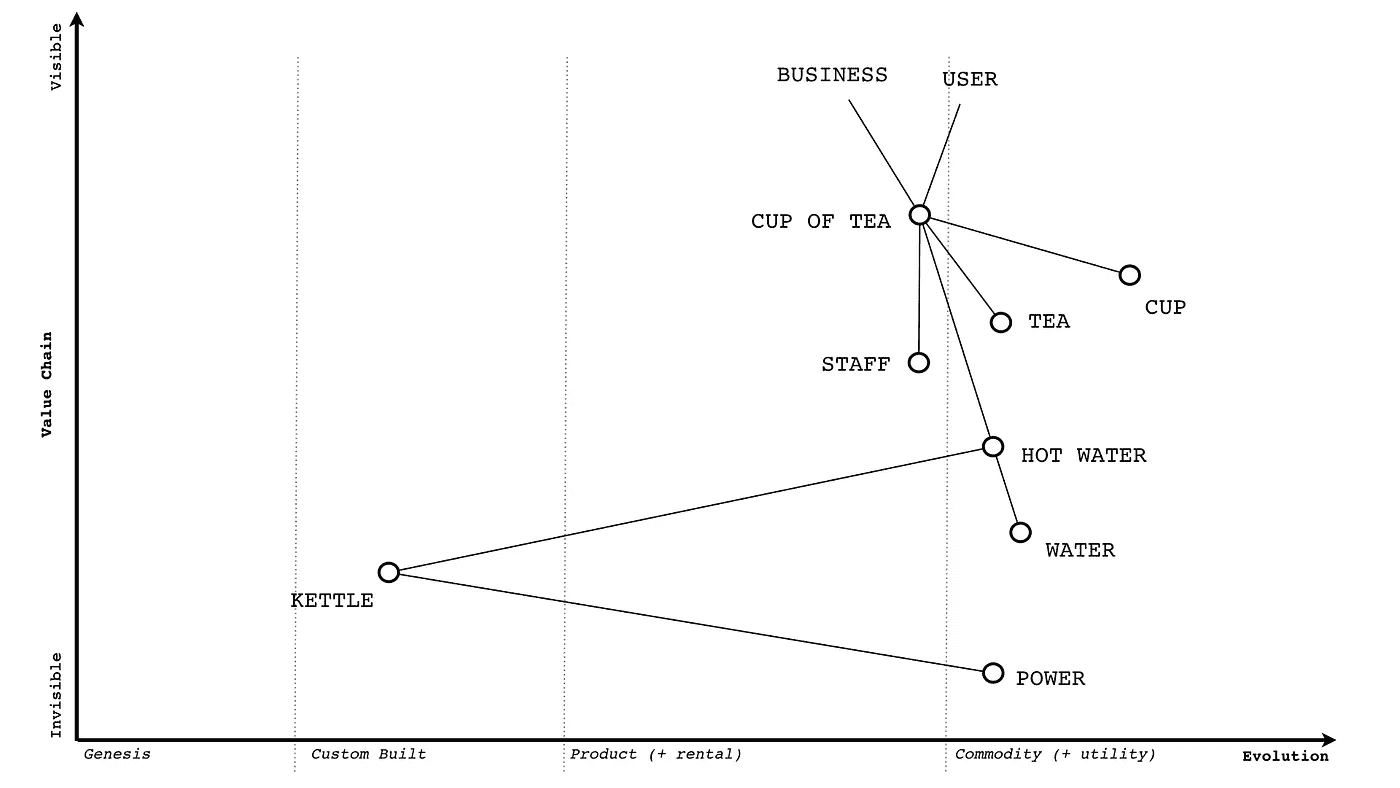 Visible
BUSINESS
USER
CUP OF TEA
CUP
TEA
STAFF
Value Chain
HOT WATER
WATER
KETTLE
POWER
Invisible
Genesis
Custom Built
Product (+ rental)
Commodity (+ utility)
Evolution